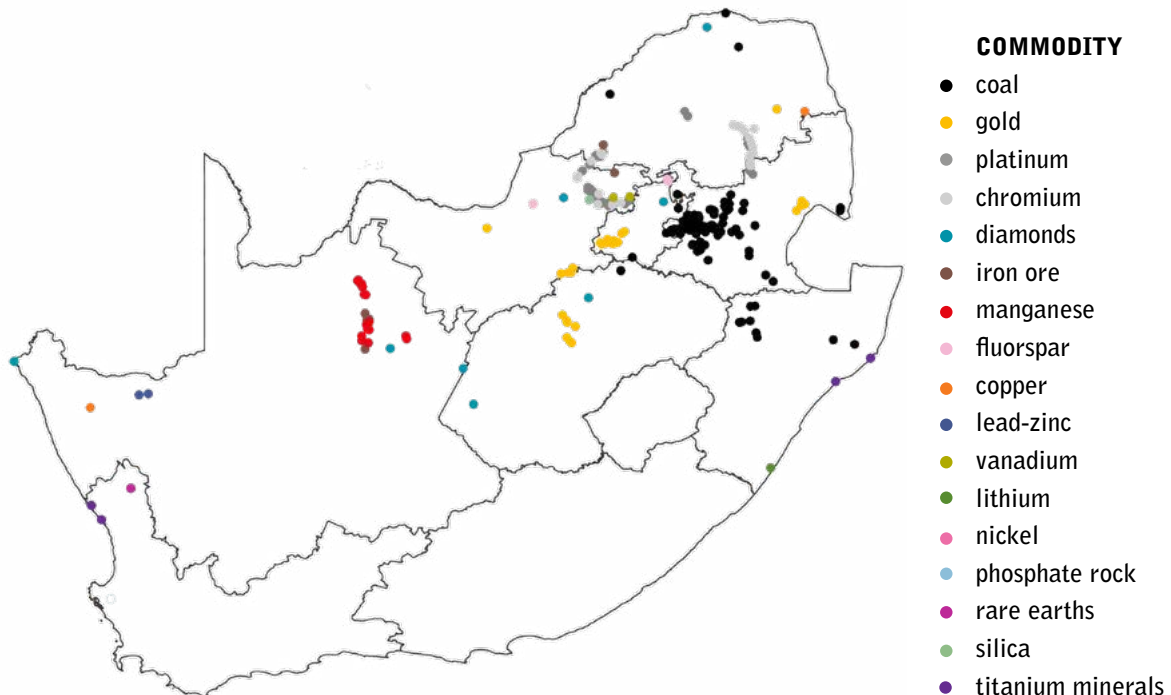 COMMODITY
coal
gold
platinum
chromium
diamonds
iron ore
manganese
fluorspar
copper
lead-zinc
vanadium
lithium
nickel
phosphate rock
rare earths
silica
titanium minerals